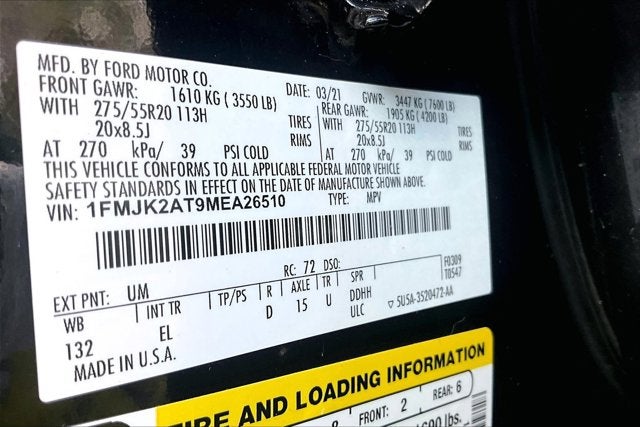 MFD. BY FORD MOTOR CO.
DATE: 03/21 GVWR: 3447 KG ( 7600 LB)
FRONT GAWR: 1610 KG ( 3550 LB) REAR GAWR: 1905 KG ( 4200 LB)
WITH 275/55R20 113H TIRES WITH 275/55R20 113H TIRES
20x8.5J RIMS 20x8.5J RIMS
AT 270 kPa/ 39 PSI COLD AT 270 kPa/ 39 PSI COLD
THIS VEHICLE CONFORMS TO ALL APPLICABLE FEDERAL MOTOR VEHICLE
SAFETY STANDARDS IN EFFECT ON THE DATE OF MANUFACTURE SHOWN ABOVE.
VIN: 1FMJK2AT9MEA26510 TYPE: MPV
F0309
T0547
EXT PNT: UM RC: 72 DSO:
WB INT TR TP/PS R AXLE TR SPR
132 EL D 15 U DDHH
ULC 5U5A-3520472-AA
MADE IN U.S.A.
TIRE AND LOADING INFORMATION
FRONT: 2 REAR: 6
lbs.